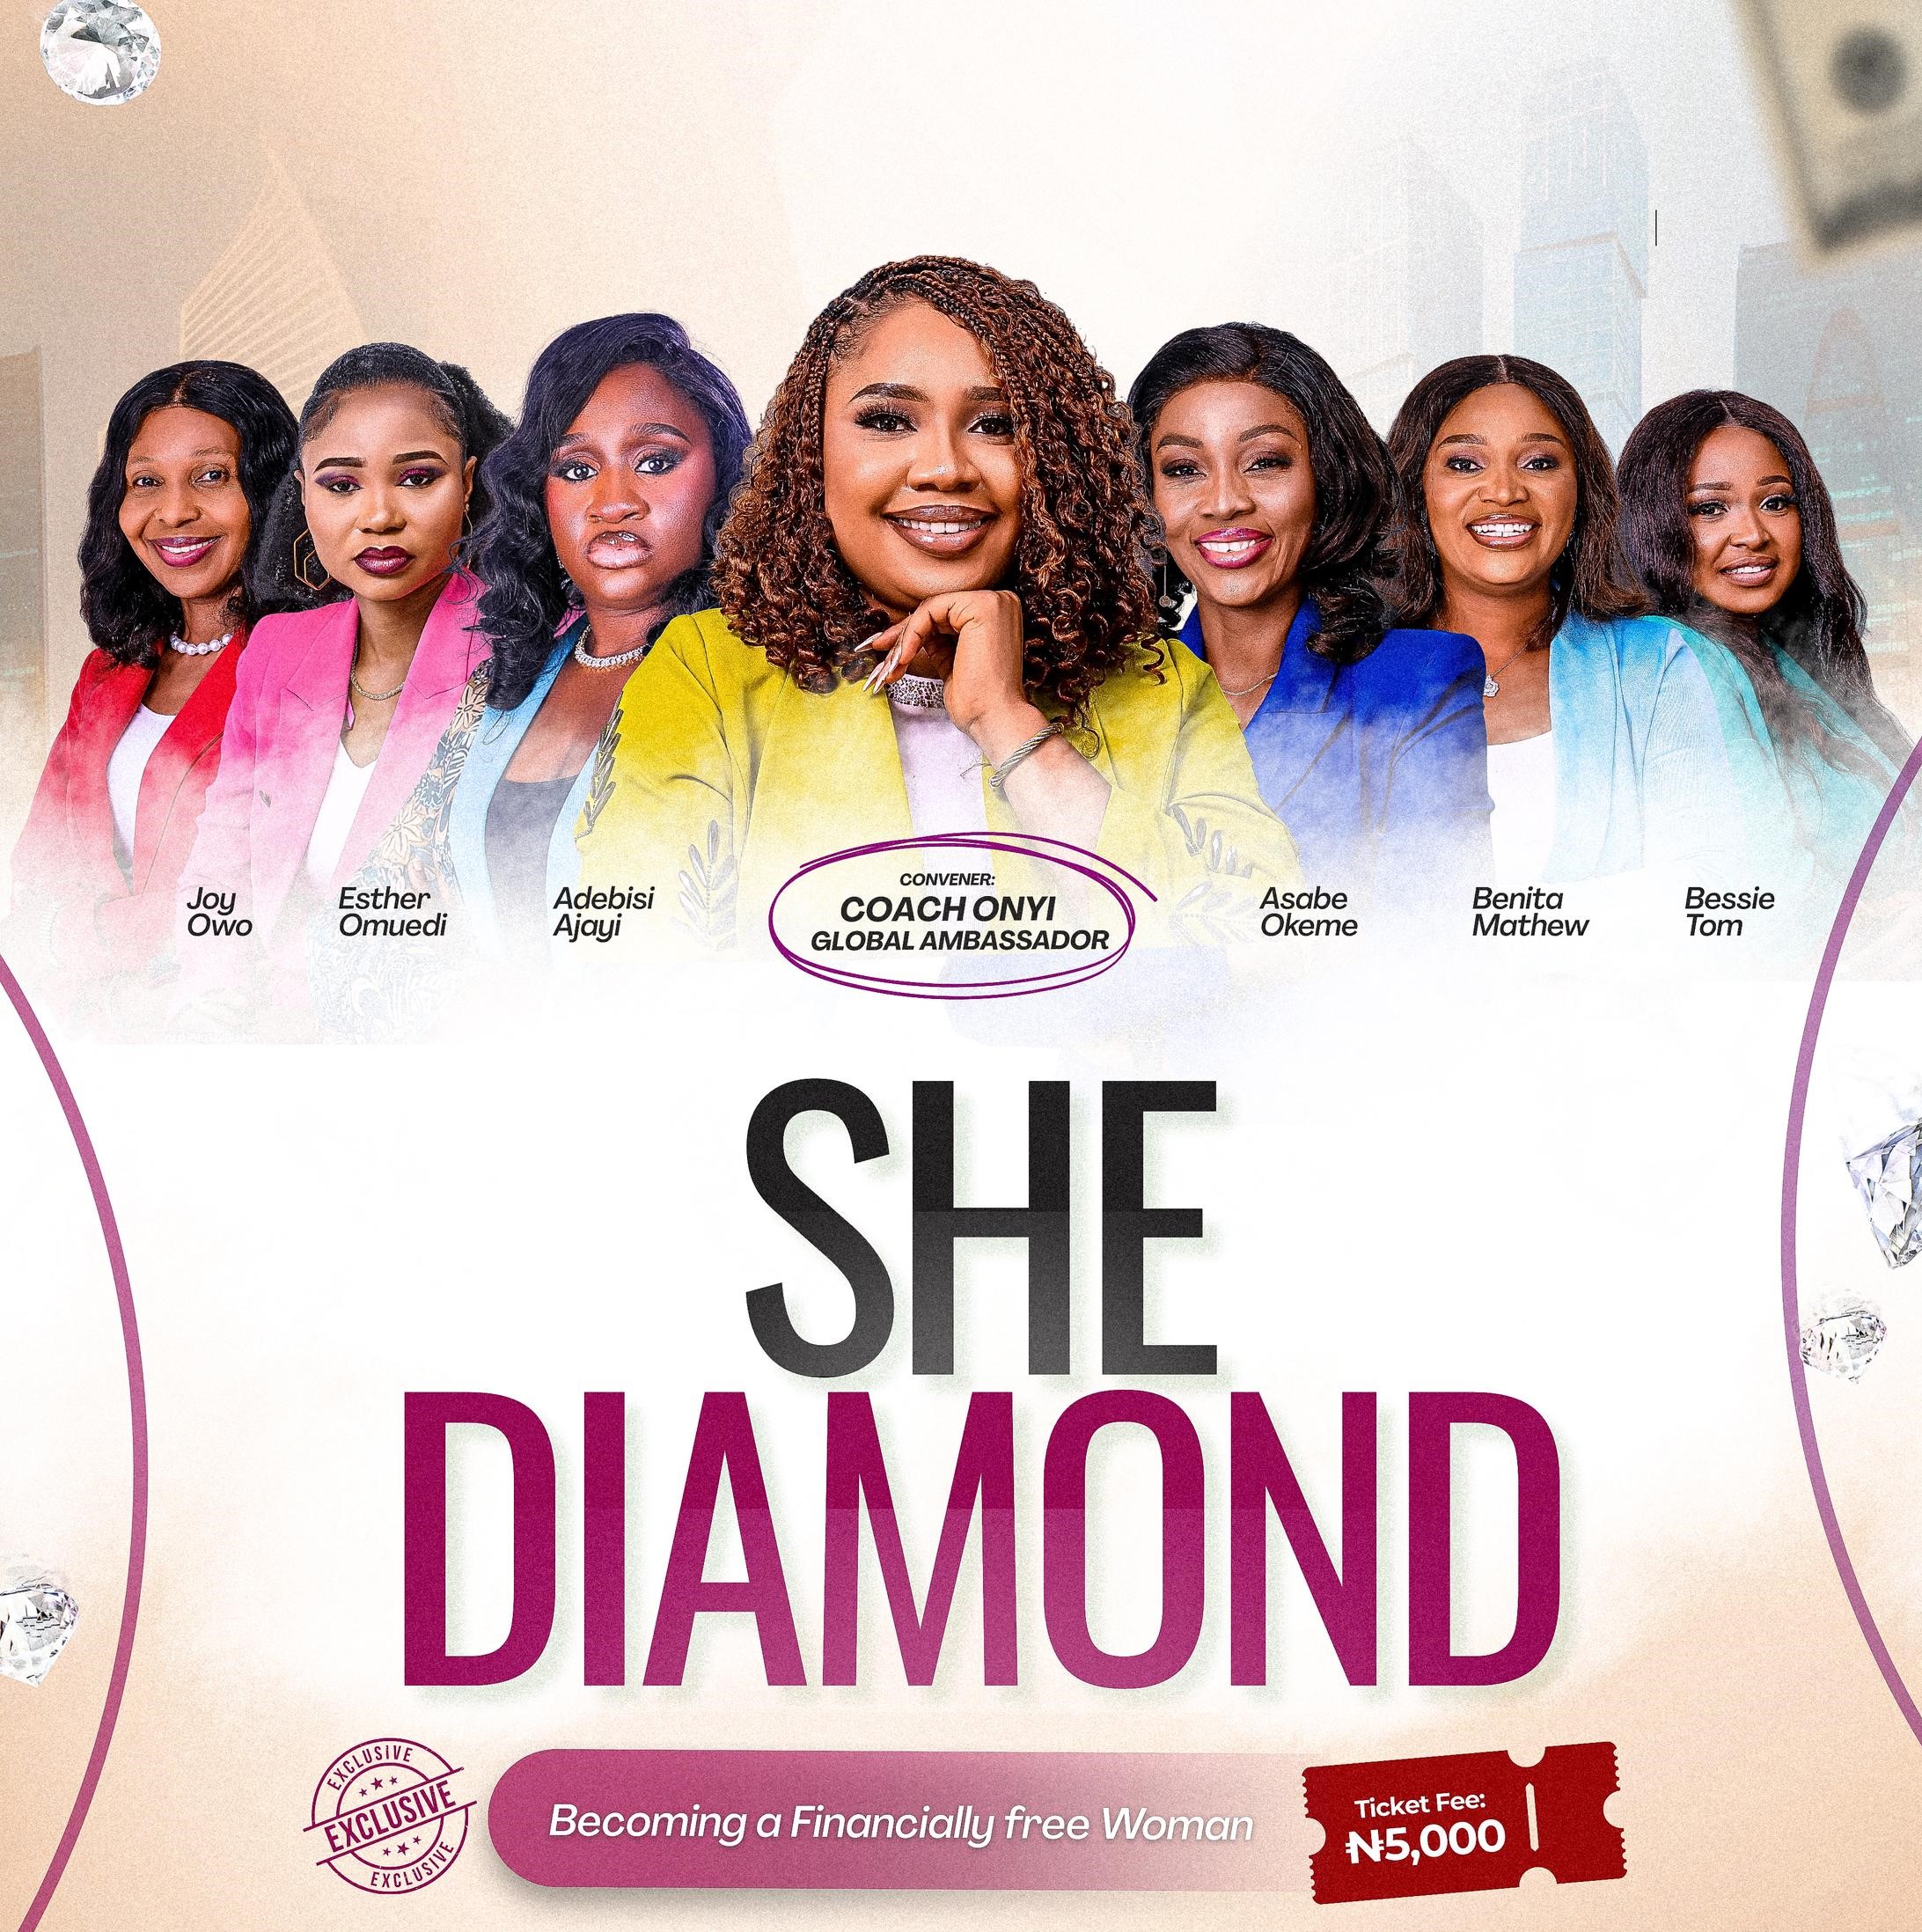 Joy
Owo
Esther
Omuedi
Adebisi
Ajayi
CONVENER:
COACH ONYI
GLOBAL AMBASSADOR
Asabe
Okeme
Benita
Mathew
Bessie
Tom
SHE
DIAMOND
EXCLUSIVE
EXCLUSIVE
EXCLUSIVE
Becoming a Financially free Woman
Ticket Fee:
₦5,000